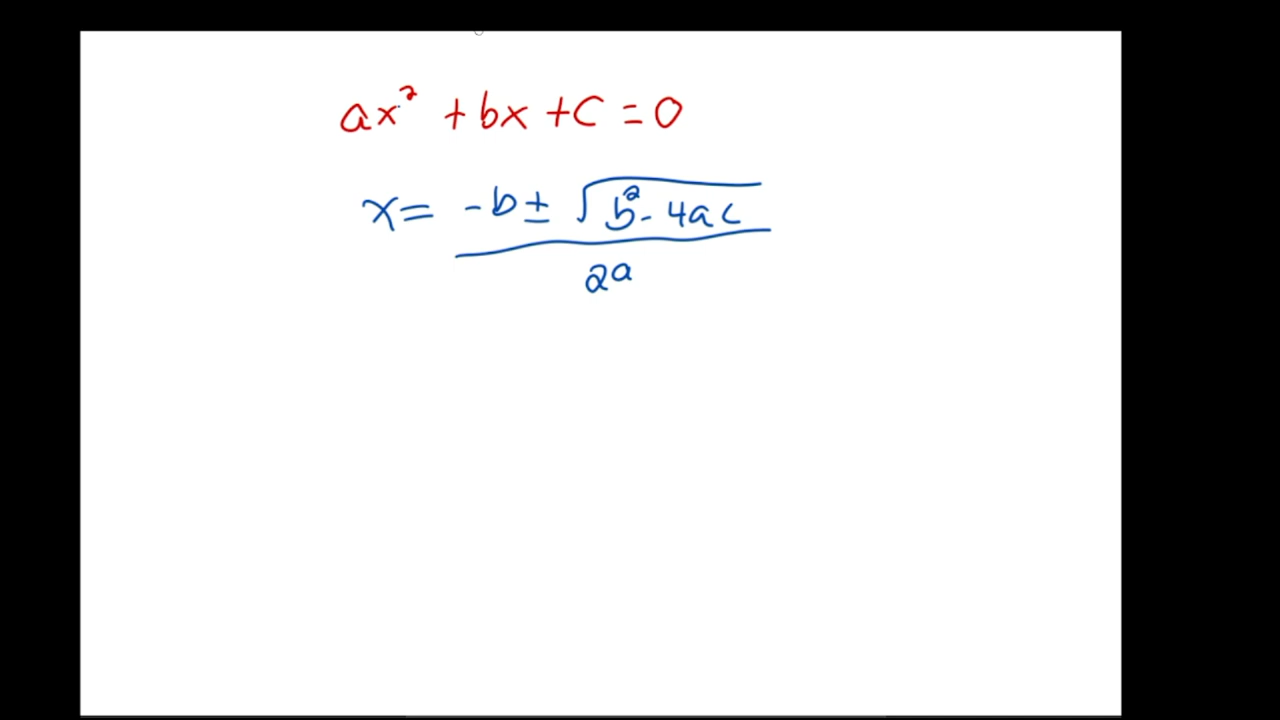 ax² + bx + c = 0
x = -b ± √(b² - 4ac) / 2a